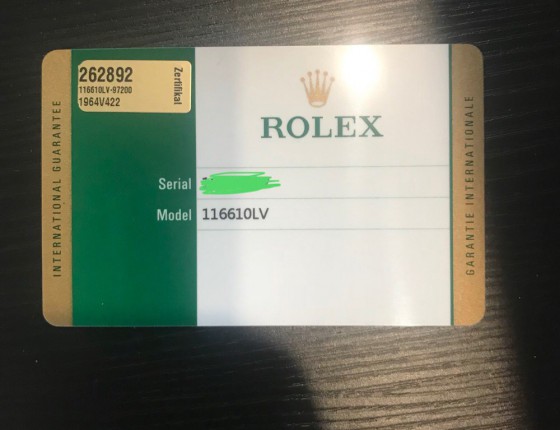 INTERNATIONAL GUARANTEE
262892
116610LV-97200
1964V422
Zertifikat
ROLEX
Serial
Model 116610LV
GARANTIE INTERNATIONALE